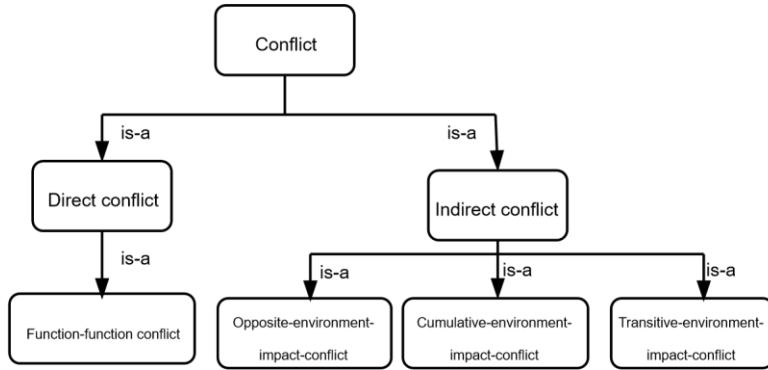 Conflict
is-a
is-a
Direct conflict
Indirect conflict
is-a
is-a
is-a
is-a
Function-function conflict
Opposite-environment-
impact-conflict
Cumulative-environment-
impact-conflict
Transitive-environment-
impact-conflict